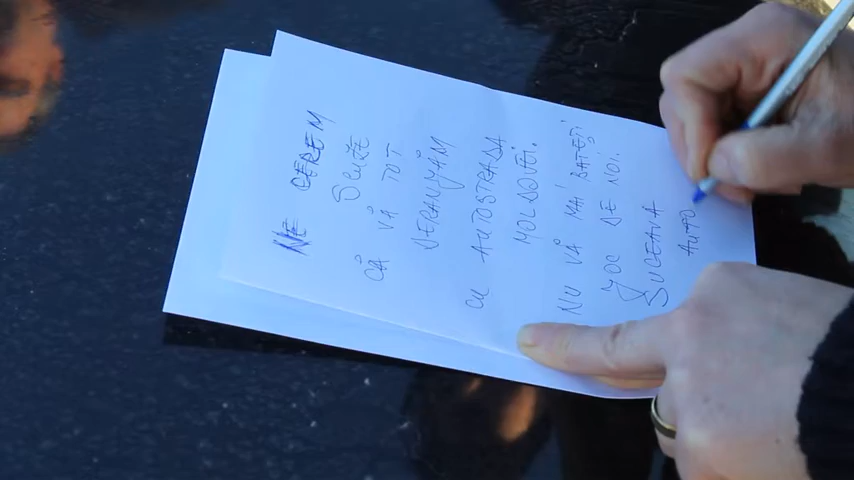 NE CEREM
SCUZE
CĂ VĂ TOT
DERANJĂM
CU AUTOSTRADA
MOLDOVEI.
NU VĂ MAI BATEȚI
JOC DE NOI.
SUCEAVA
AUTO